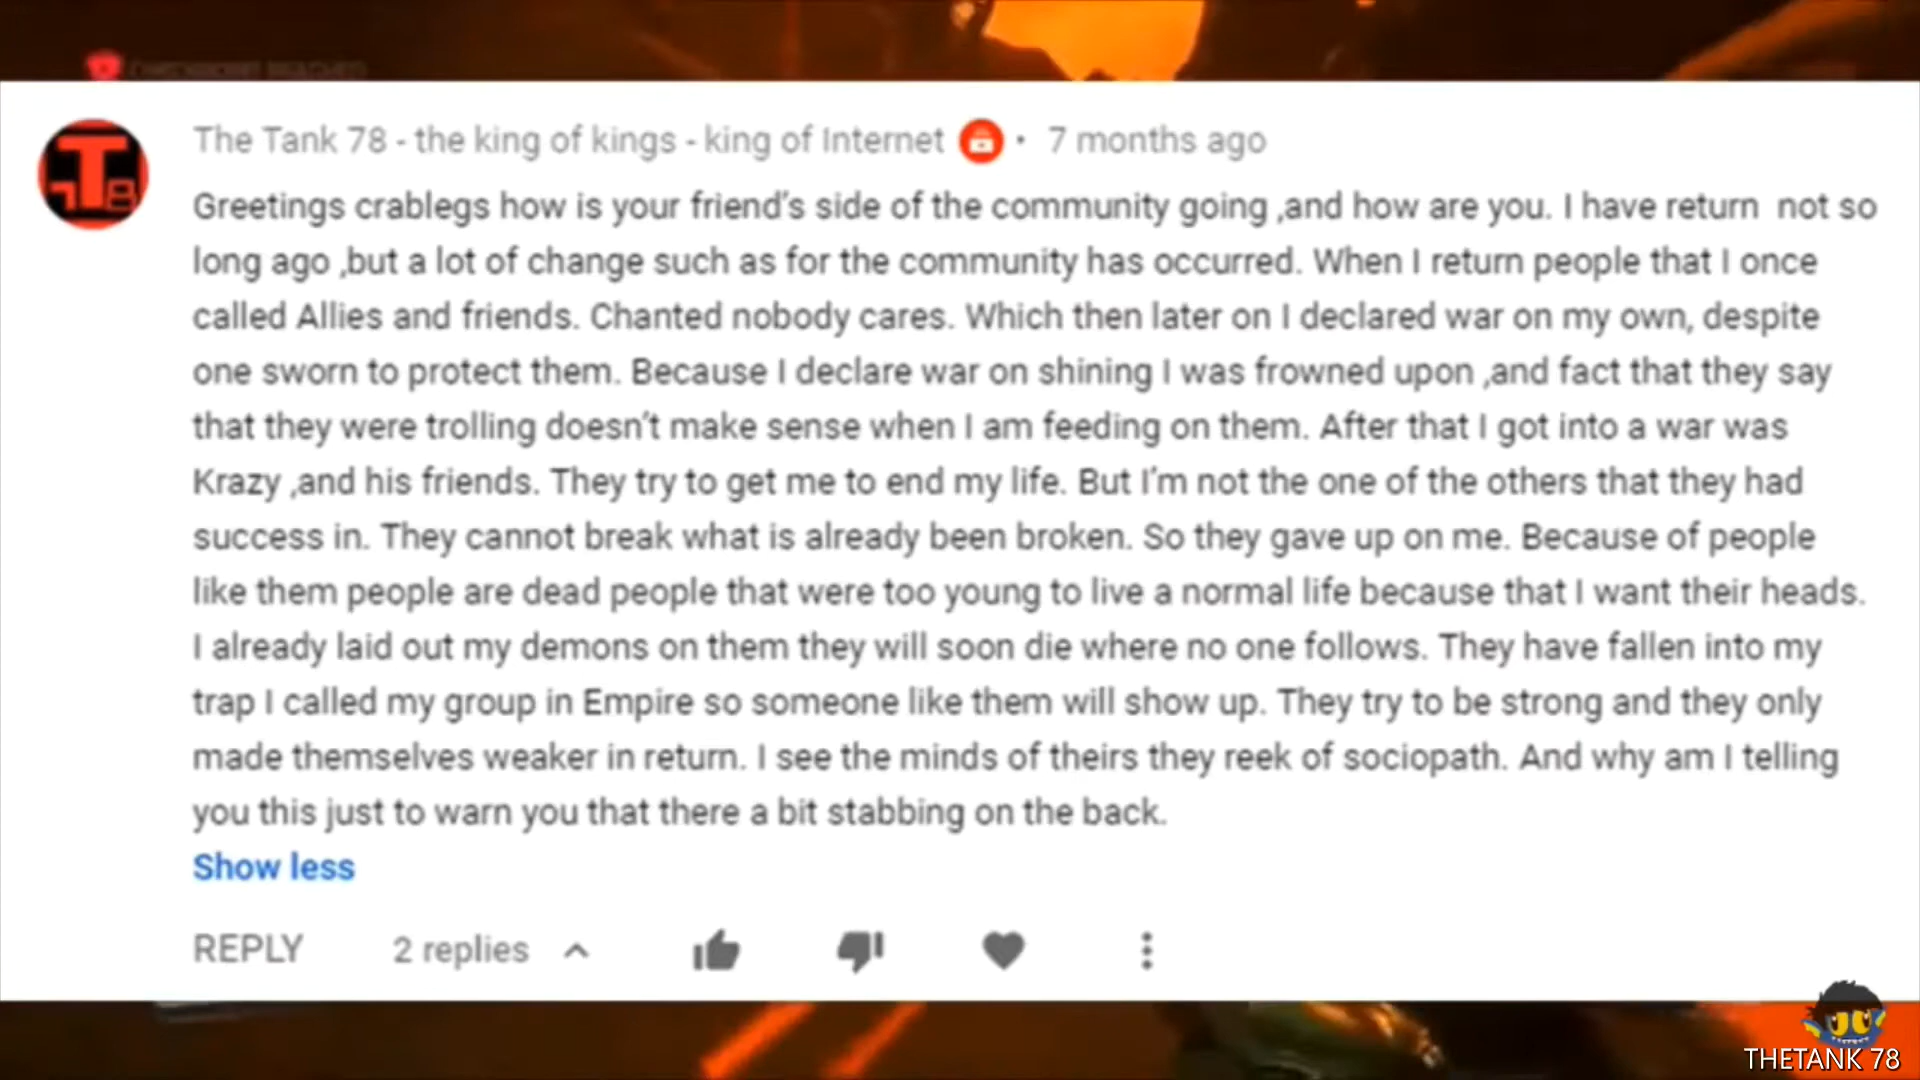 The Tank 78 - the king of kings - king of Internet • 7 months ago
Greetings crablegs how is your friend's side of the community going ,and how are you. I have return not so
long ago ,but a lot of change such as for the community has occurred. When I return people that I once
called Allies and friends. Chanted nobody cares. Which then later on I declared war on my own, despite
one sworn to protect them. Because I declare war on shining I was frowned upon ,and fact that they say
that they were trolling doesn't make sense when I am feeding on them. After that I got into a war was
Krazy ,and his friends. They try to get me to end my life. But I'm not the one of the others that they had
success in. They cannot break what is already been broken. So they gave up on me. Because of people
like them people are dead people that were too young to live a normal life because that I want their heads.
I already laid out my demons on them they will soon die where no one follows. They have fallen into my
trap I called my group in Empire so someone like them will show up. They try to be strong and they only
made themselves weaker in return. I see the minds of theirs they reek of sociopath. And why am I telling
you this just to warn you that there a bit stabbing on the back.
Show less
REPLY 2 replies
T
78
THETANK 78